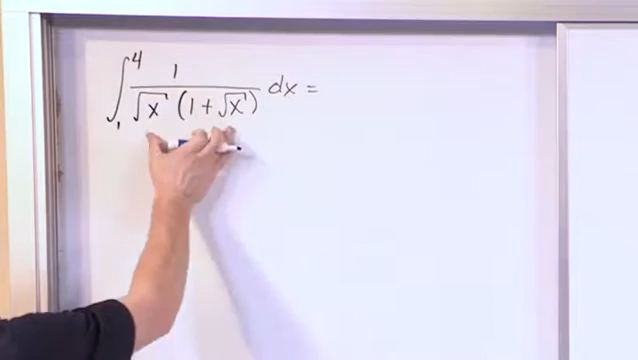 ∫₁⁴ 1/(√x (1 + √x)) dx =